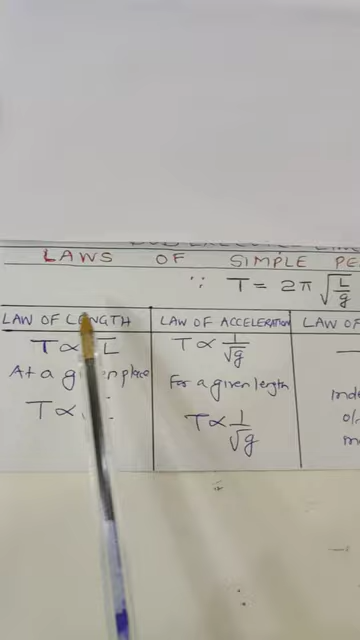 LAWS OF SIMPLE PE
∵ T = 2π √L/g
LAW OF LENGTH
T ∝ √L
At a given place
T ∝
LAW OF ACCELERATION
T ∝ 1/√g
For a given length
T ∝ 1/√g
LAW OF
inde
of
m